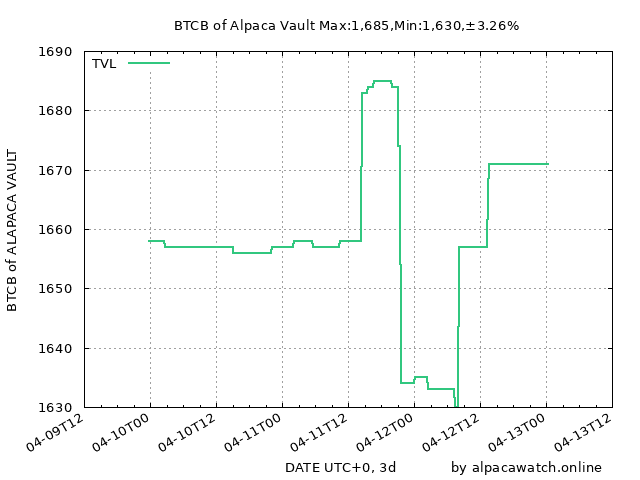 BTCB of Alpaca Vault Max:1,685,Min:1,630,±3.26%
TVL
1690
1680
1670
1660
1650
1640
1630
BTCB of ALAPACA VAULT
04-09T12
04-10T00
04-10T12
04-11T00
04-11T12
04-12T00
04-12T12
04-13T00
04-13T12
DATE UTC+0, 3d
by alpacawatch.online